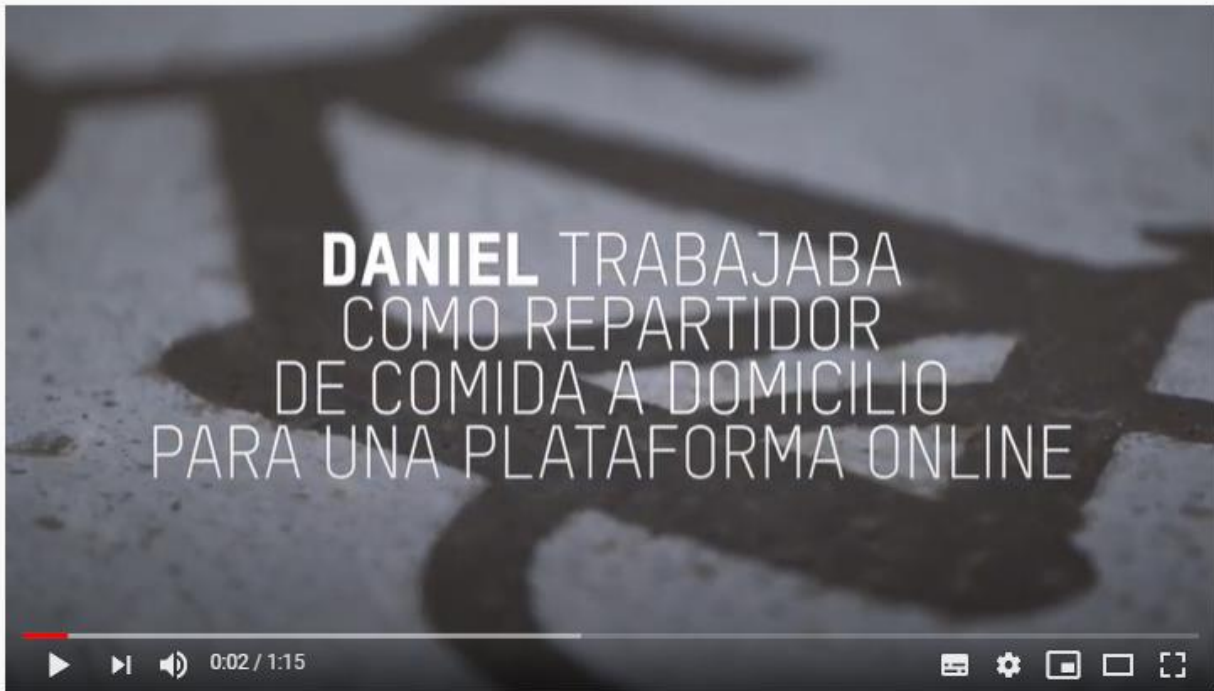 DANIEL TRABAJABA
COMO REPARTIDOR
DE COMIDA A DOMICILIO
PARA UNA PLATAFORMA ONLINE
0:02 / 1:15